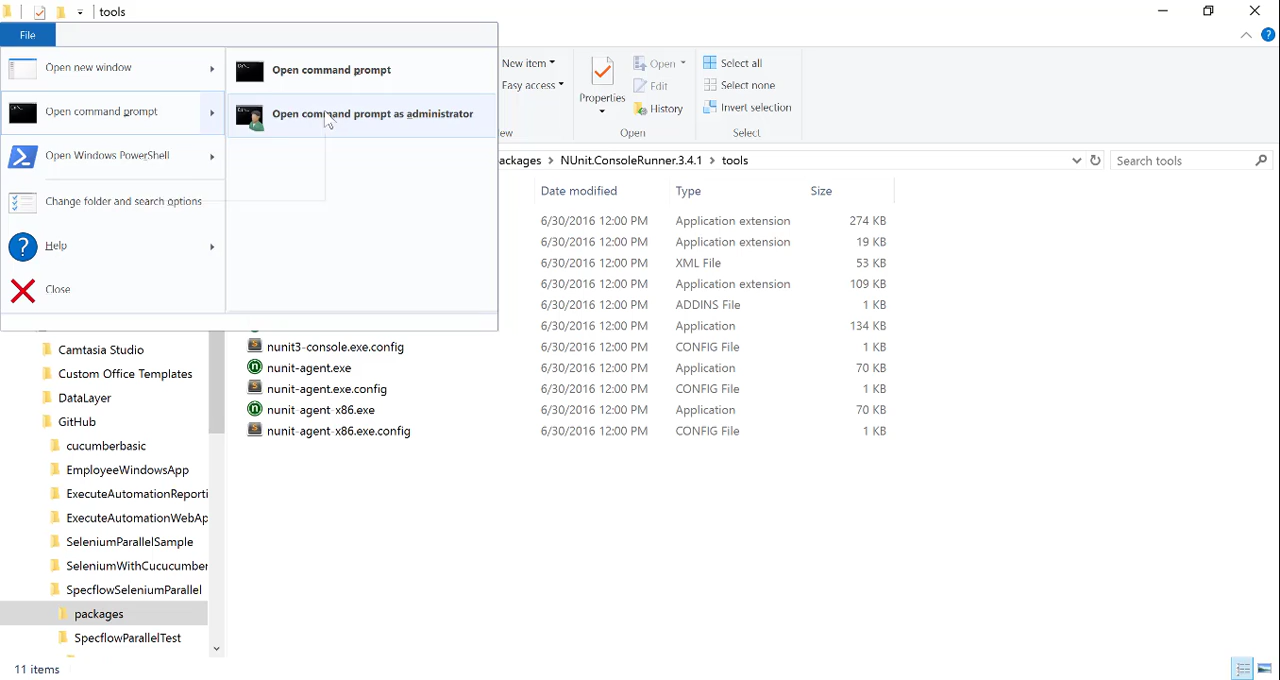 tools
File
Open new window
Open command prompt
Open Windows PowerShell
Change folder and search options
Help
Close
Open command prompt
Open command prompt as administrator
New item
Easy access
Properties
Open
Edit
History
Open
Select all
Select none
Invert selection
Select
NUnit.ConsoleRunner.3.4.1 > tools
Search tools
Date modified Type Size
6/30/2016 12:00 PM Application extension 274 KB
6/30/2016 12:00 PM Application extension 19 KB
6/30/2016 12:00 PM XML File 53 KB
6/30/2016 12:00 PM Application extension 109 KB
6/30/2016 12:00 PM ADDINS File 1 KB
6/30/2016 12:00 PM Application 134 KB
nunit3-console.exe.config 6/30/2016 12:00 PM CONFIG File 1 KB
nunit-agent.exe 6/30/2016 12:00 PM Application 70 KB
nunit-agent.exe.config 6/30/2016 12:00 PM CONFIG File 1 KB
nunit-agent-x86.exe 6/30/2016 12:00 PM Application 70 KB
nunit-agent-x86.exe.config 6/30/2016 12:00 PM CONFIG File 1 KB
Camtasia Studio
Custom Office Templates
DataLayer
GitHub
cucumberbasic
EmployeeWindowsApp
ExecuteAutomationReporti
ExecuteAutomationWebAp
SeleniumParallelSample
SeleniumWithCucucumber
SpecflowSeleniumParallel
packages
SpecflowParallelTest
11 items